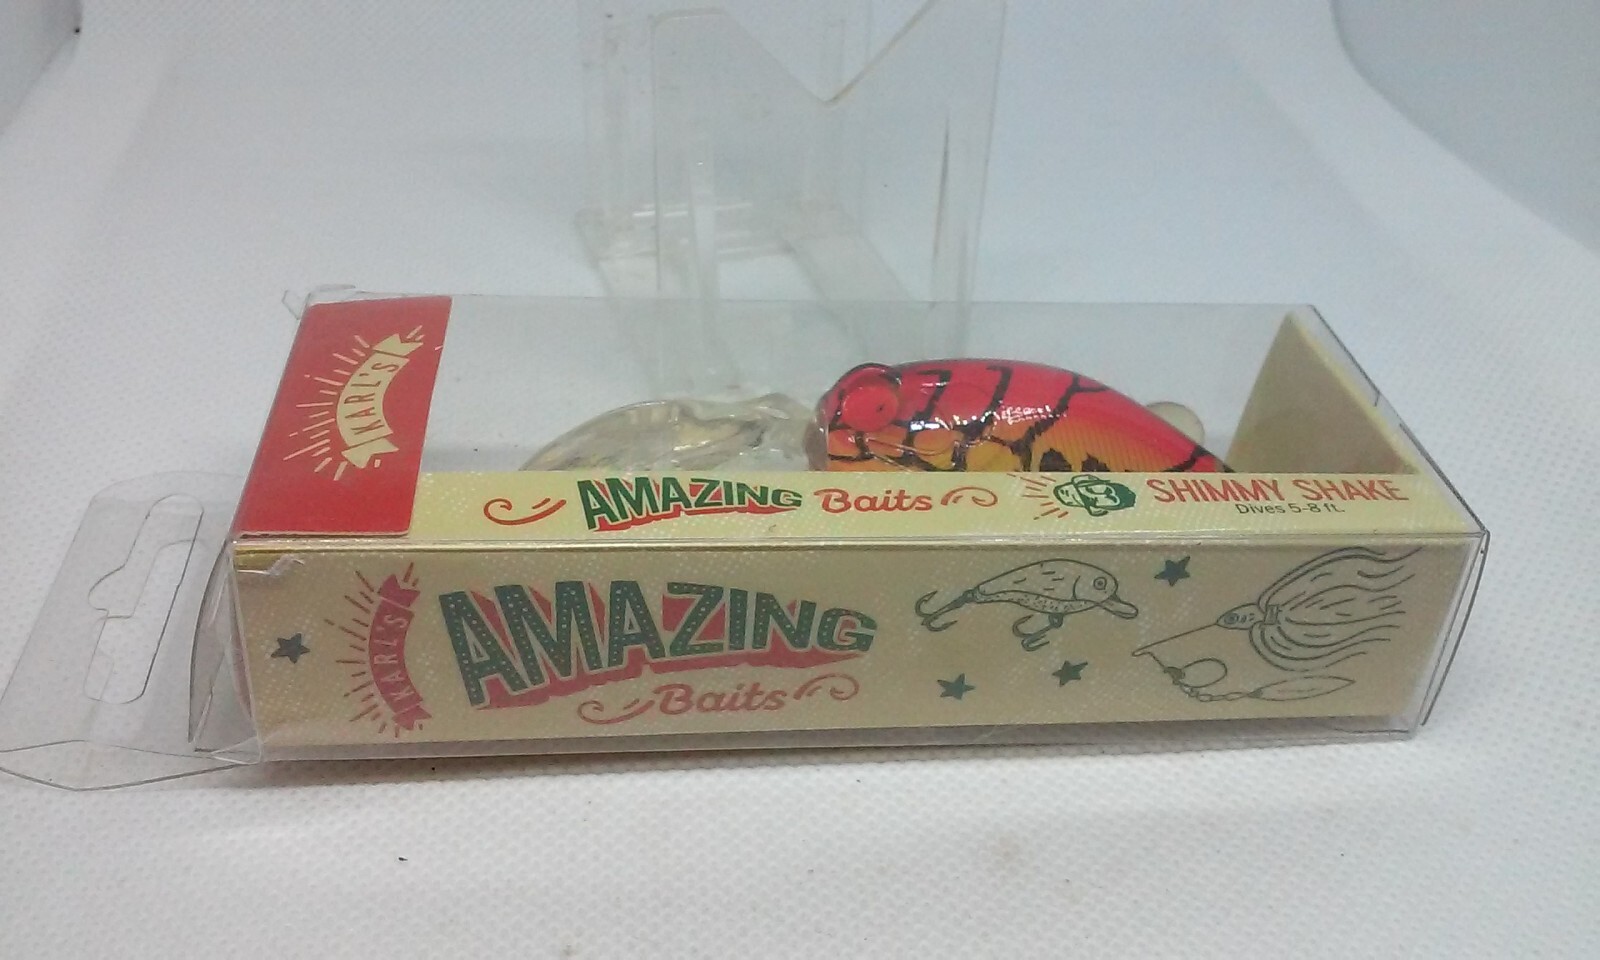 KARL'S
AMAZING Baits
SHIMMY SHAKE
Dives 5-8 ft.
KARL'S
AMAZING
Baits